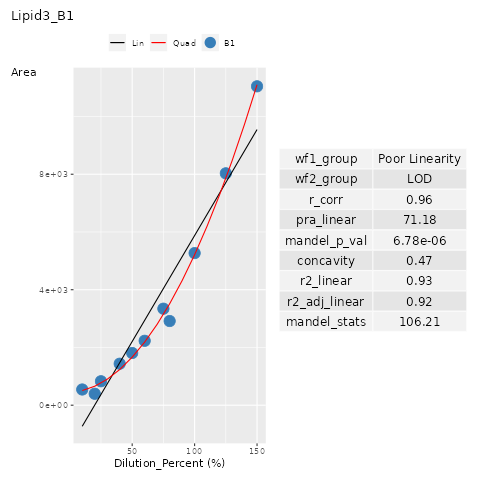 Lipid3_B1
Lin Quad B1
Area
8e+03
4e+03
0e+00
50 100 150
Dilution_Percent (%)
wf1_group Poor Linearity
wf2_group LOD
r_corr 0.96
pra_linear 71.18
mandel_p_val 6.78e-06
concavity 0.47
r2_linear 0.93
r2_adj_linear 0.92
mandel_stats 106.21